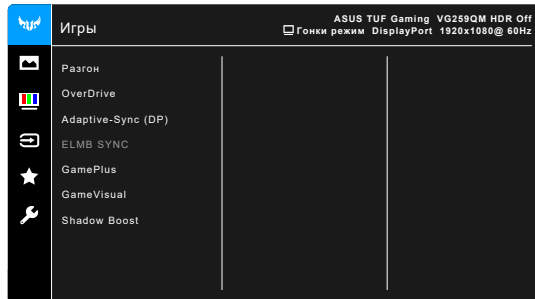 Игры
ASUS TUF Gaming VG259QM HDR Off
Гонки режим DisplayPort 1920x1080@ 60Hz
Разгон
OverDrive
Adaptive-Sync (DP)
ELMB SYNC
GamePlus
GameVisual
Shadow Boost